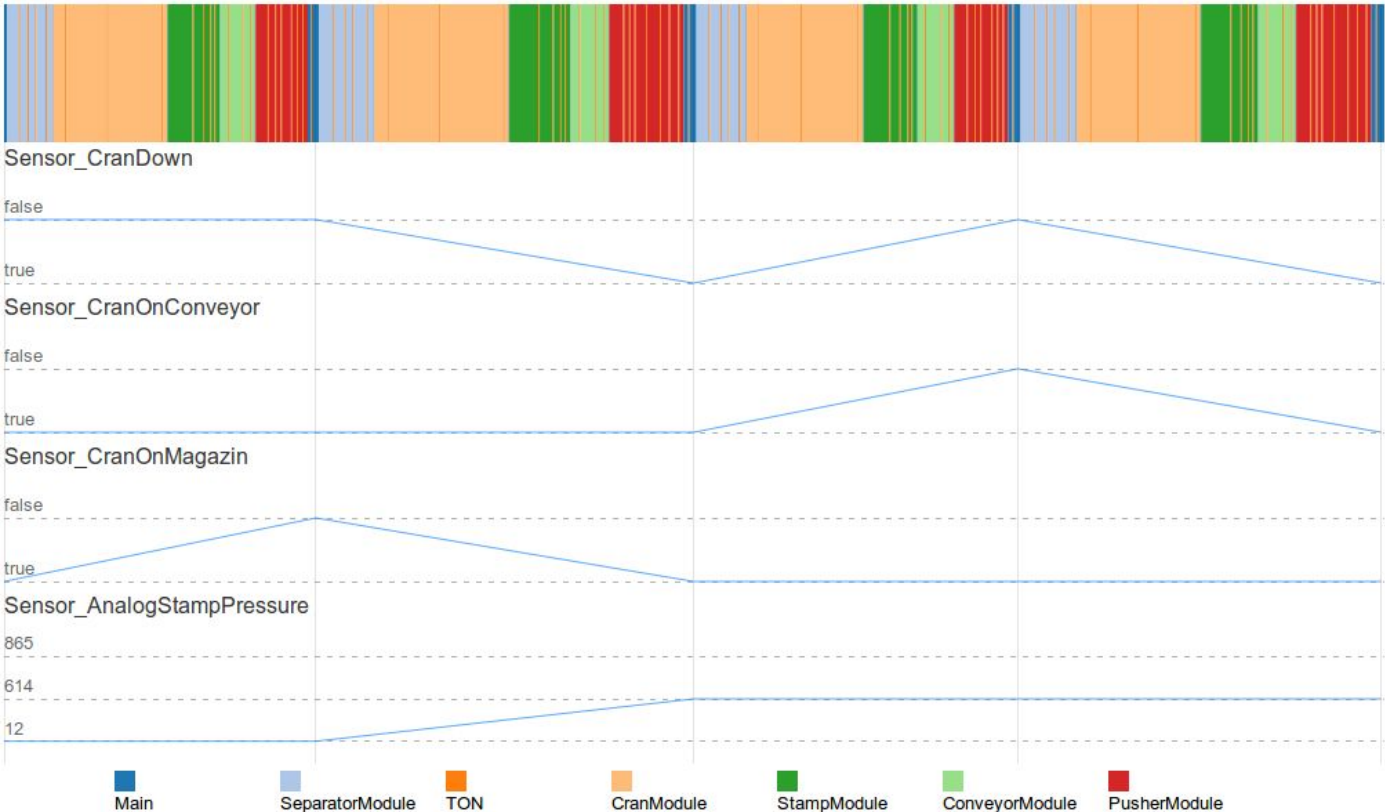 Sensor_CranDown
false
true
Sensor_CranOnConveyor
false
true
Sensor_CranOnMagazin
false
true
Sensor_AnalogStampPressure
865
614
12
Main SeparatorModule TON CranModule StampModule ConveyorModule PusherModule